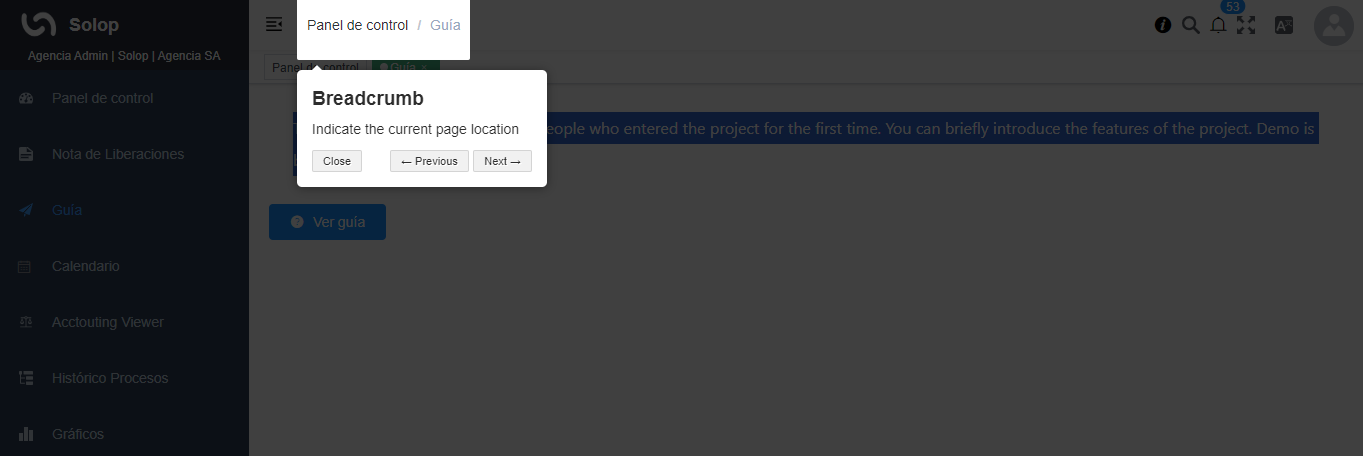 Solop
Agencia Admin | Solop | Agencia SA
Panel de control
Nota de Liberaciones
Guía
Calendario
Acctouting Viewer
Histórico Procesos
Gráficos
Panel de control / Guía
53
Panel de control
Guía ×
Breadcrumb
Indicate the current page location
Close
← Previous
Next →
eople who entered the project for the first time. You can briefly introduce the features of the project. Demo is
Ver guía